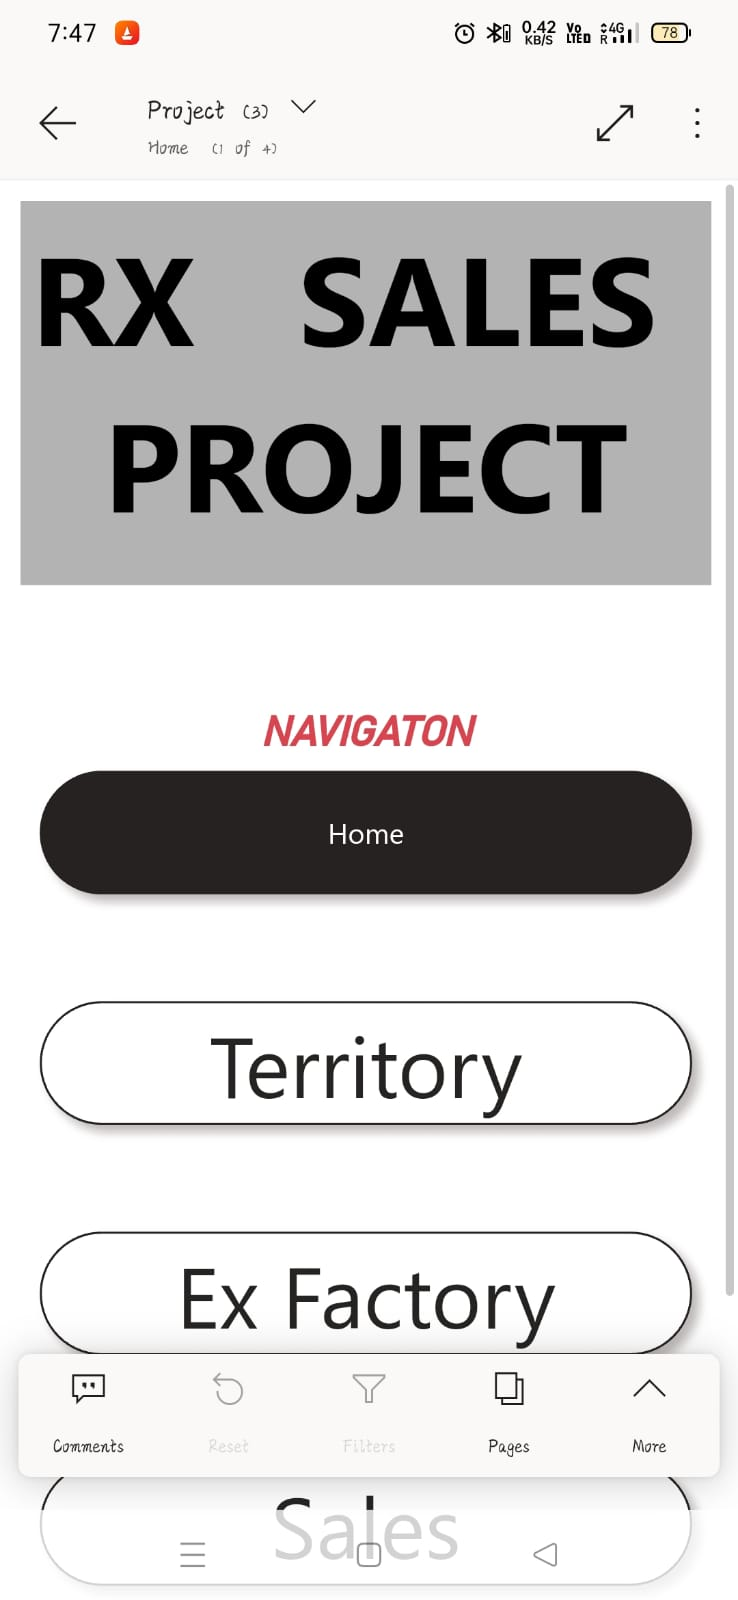 7:47
0.42 KB/S
Vo LTED
4G R
78
Project (3)
Home (1 of 4)
RX SALES
PROJECT
NAVIGATON
Home
Territory
Ex Factory
Comments
Reset
Filters
Pages
More
Sales